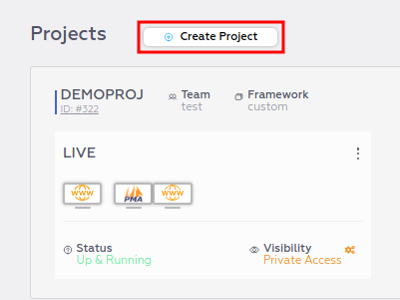 Projects
Create Project
DEMOPROJ
ID: #322
Team
test
Framework
custom
LIVE
WWW
PMA
WWW
Status
Up & Running
Visibility
Private Access